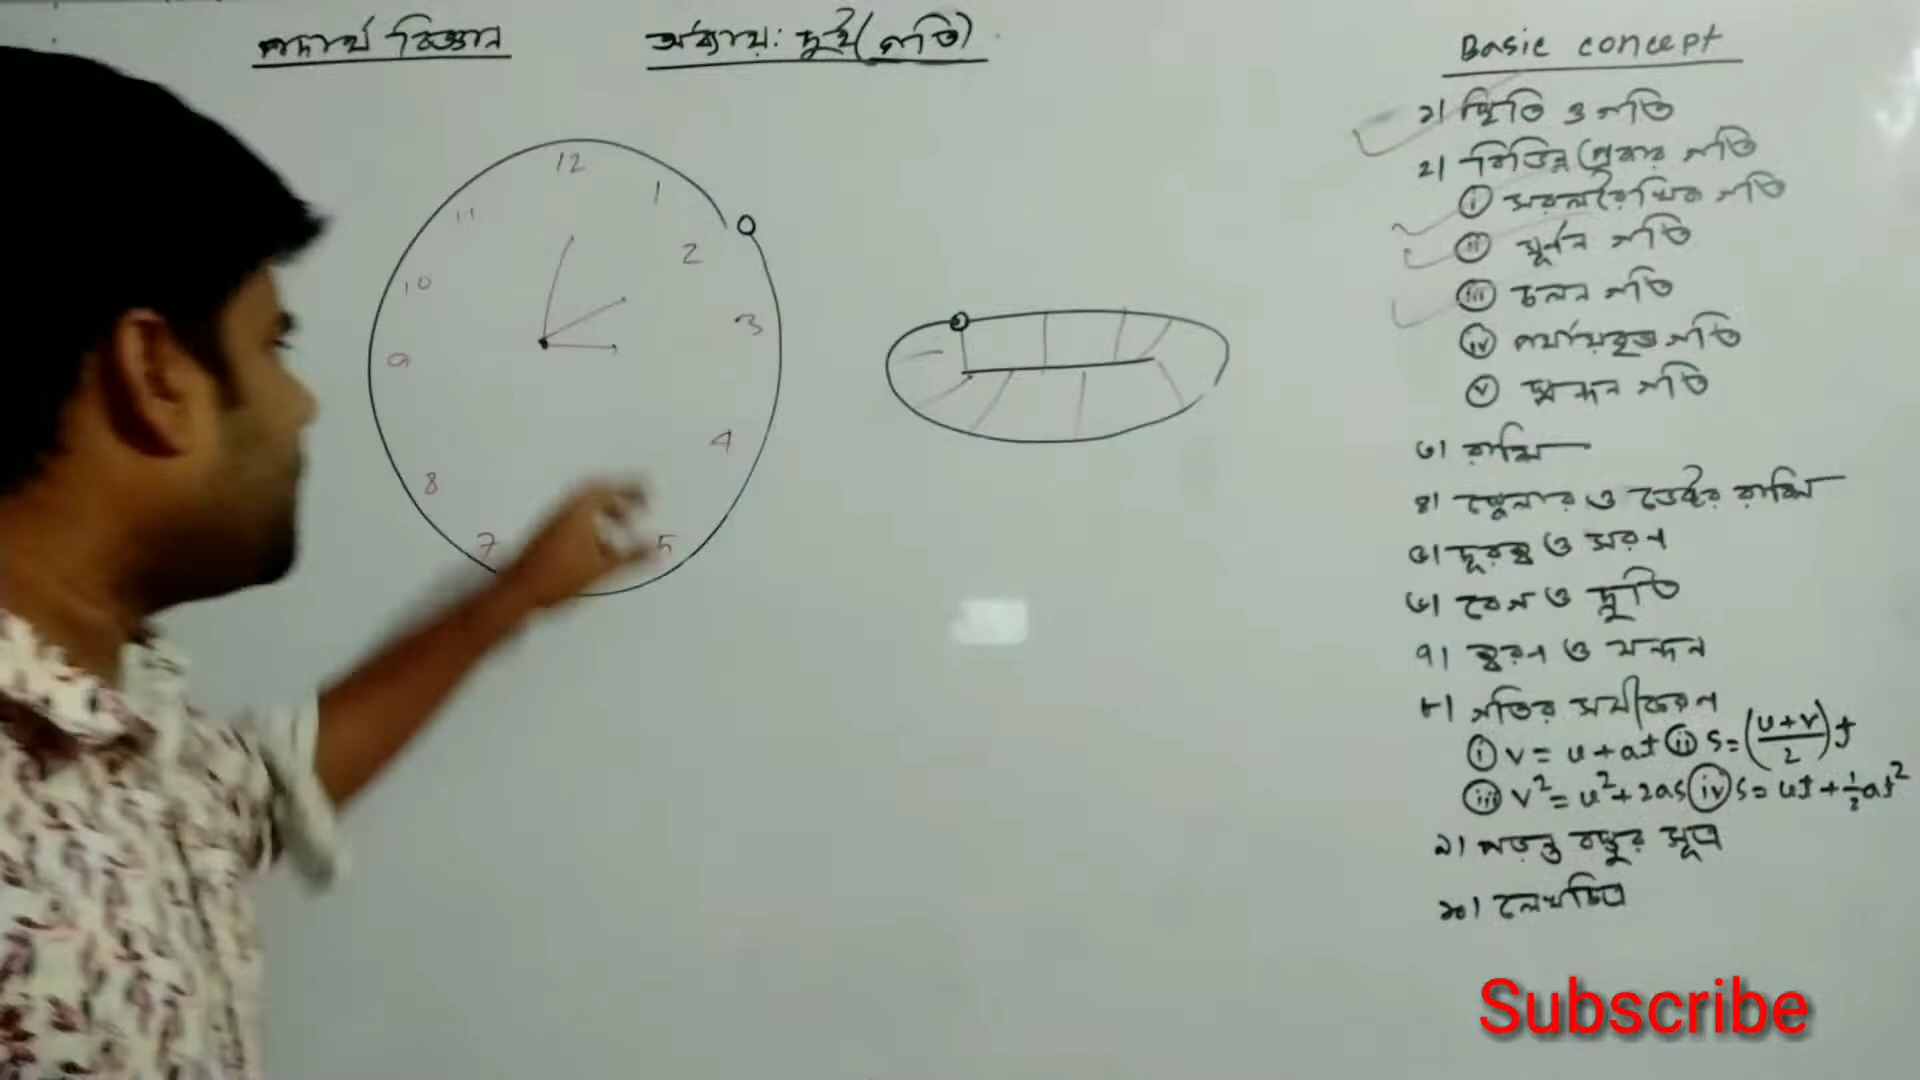 পদার্থ বিজ্ঞান
অধ্যায়: দুই (গতি)
12
1
11
2
10
3
9
4
8
7
5
Basic concept
১। স্থিতি ও গতি
২। বিভিন্ন প্রকার গতি
i সরলরৈখিক গতি
ii ঘূর্ণন গতি
iii চলন গতি
iv পর্যায়বৃত্ত গতি
v স্পন্দন গতি
৩। রাশি
৪। স্কেলার ও ভেক্টর রাশি
৫। দূরত্ব ও সরণ
৬। বেগ ও দ্রুতি
৭। ত্বরণ ও মন্দন
৮। গতির সমীকরণ
i v = u + at ii s = (u+v/2)t
iii v² = u² + 2as iv s = ut + ½at²
৯। পড়ন্ত বস্তুর সূত্র
১০। লেখচিত্র
Subscribe